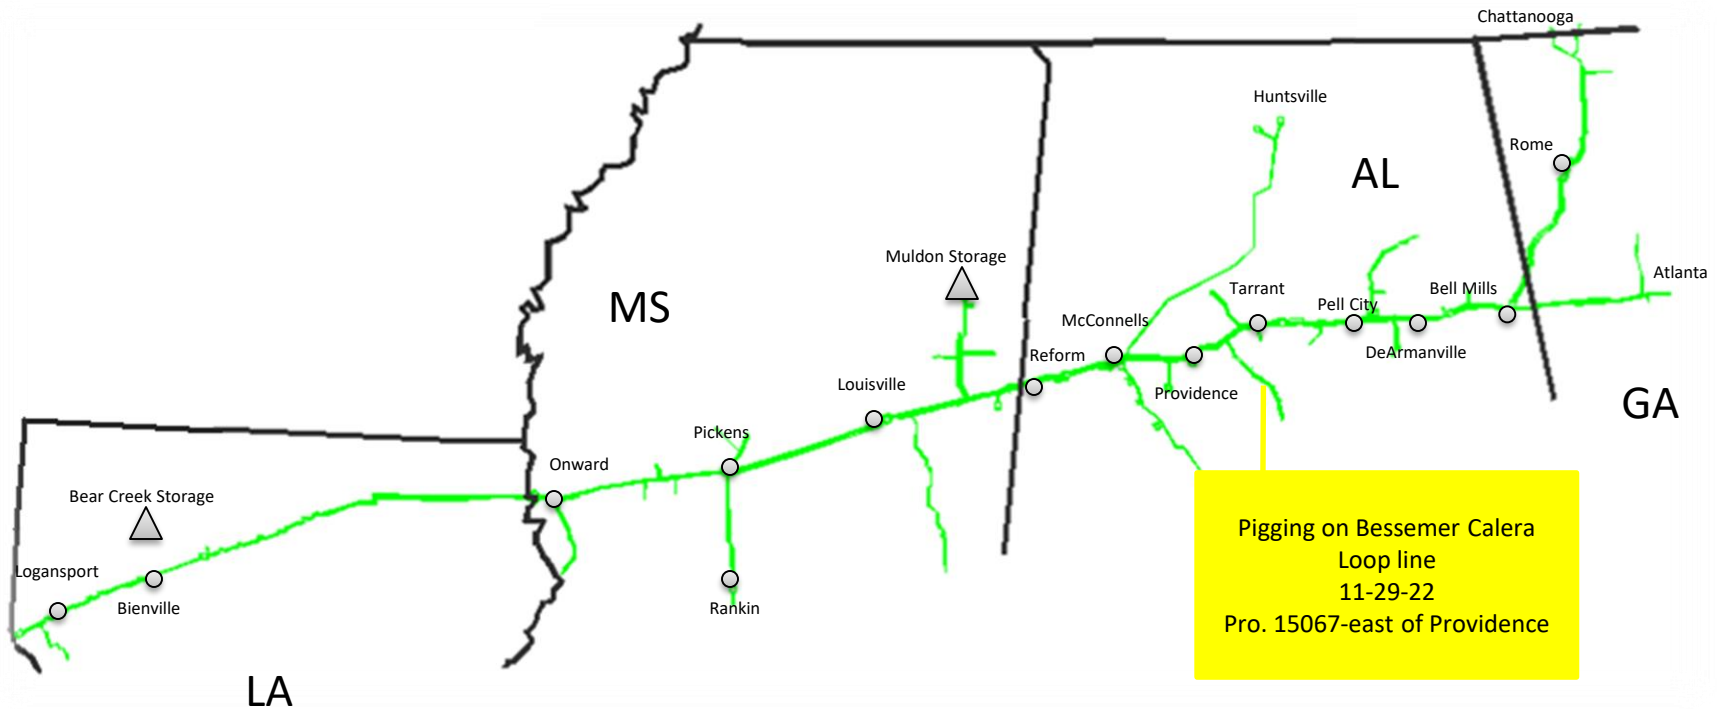 Chattanooga
Huntsville
Rome
AL
Muldon Storage
Atlanta
Tarrant
Bell Mills
MS
Pell City
McConnells
Reform
DeArmanville
Louisville
Providence
GA
Pickens
Onward
Bear Creek Storage
Logansport
Bienville
Rankin
LA
Pigging on Bessemer Calera
Loop line
11-29-22
Pro. 15067-east of Providence